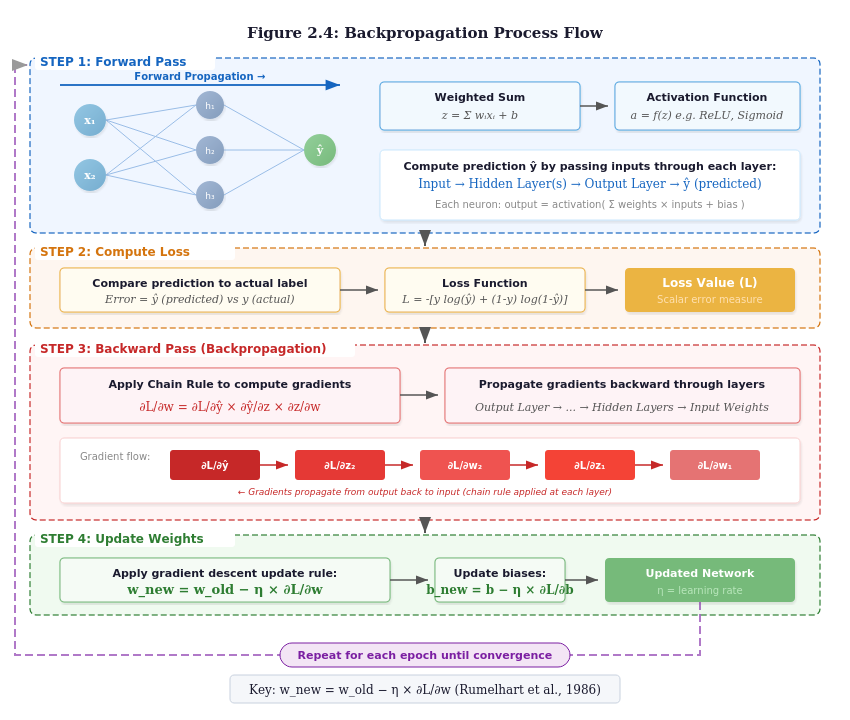 Figure 2.4: Backpropagation Process Flow
STEP 1: Forward Pass
Forward Propagation →
x₁
x₂
h₁
h₂
h₃
ŷ
Weighted Sum
z = Σ wᵢxᵢ + b
Activation Function
a = f(z) e.g. ReLU, Sigmoid
Compute prediction ŷ by passing inputs through each layer:
Input → Hidden Layer(s) → Output Layer → ŷ (predicted)
Each neuron: output = activation( Σ weights × inputs + bias )
STEP 2: Compute Loss
Compare prediction to actual label
Error = ŷ (predicted) vs y (actual)
Loss Function
L = -[y log(ŷ) + (1-y) log(1-ŷ)]
Loss Value (L)
Scalar error measure
STEP 3: Backward Pass (Backpropagation)
Apply Chain Rule to compute gradients
∂L/∂w = ∂L/∂ŷ × ∂ŷ/∂z × ∂z/∂w
Propagate gradients backward through layers
Output Layer → ... → Hidden Layers → Input Weights
Gradient flow:
∂L/∂ŷ
∂L/∂z₂
∂L/∂w₂
∂L/∂z₁
∂L/∂w₁
← Gradients propagate from output back to input (chain rule applied at each layer)
STEP 4: Update Weights
Apply gradient descent update rule:
w_new = w_old − η × ∂L/∂w
Update biases:
b_new = b − η × ∂L/∂b
Updated Network
η = learning rate
Repeat for each epoch until convergence
Key: w_new = w_old − η × ∂L/∂w (Rumelhart et al., 1986)